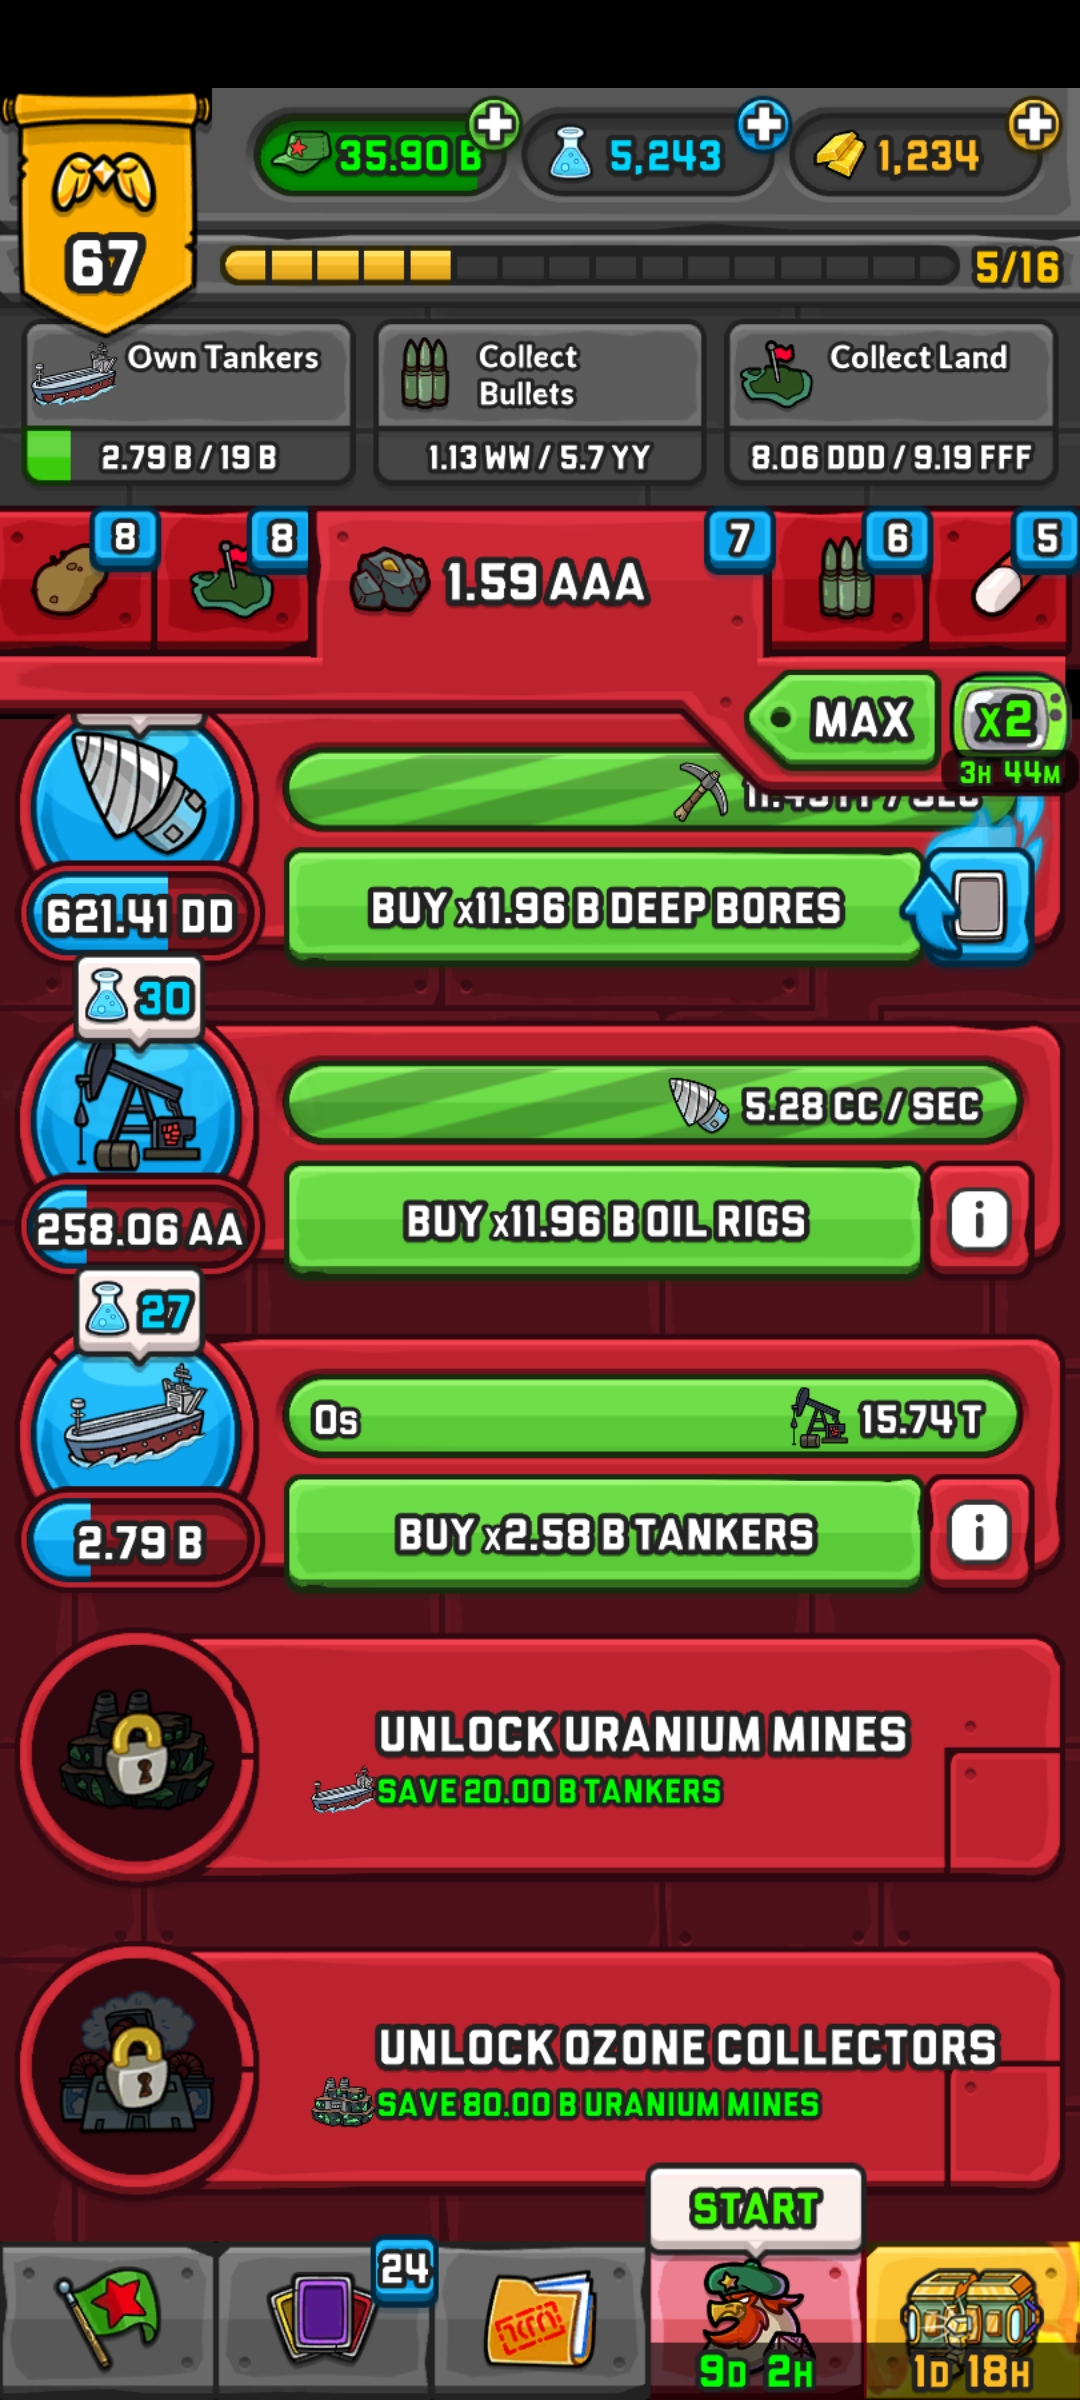 35.90 B
5,243
1,234
67
5/16
Own Tankers
2.79 B / 19 B
Collect
Bullets
1.13 WW / 5.7 YY
Collect Land
8.06 DDD / 9.19 FFF
8
8
1.59 AAA
7
6
5
MAX
x2
3H 44M
/ SEC
621.41 DD
BUY x11.96 B DEEP BORES
30
5.28 CC / SEC
258.06 AA
BUY x11.96 B OIL RIGS
i
27
0s
15.74 T
2.79 B
BUY x2.58 B TANKERS
i
UNLOCK URANIUM MINES
SAVE 20.00 B TANKERS
UNLOCK OZONE COLLECTORS
SAVE 80.00 B URANIUM MINES
START
24
9D 2H
1D 18H